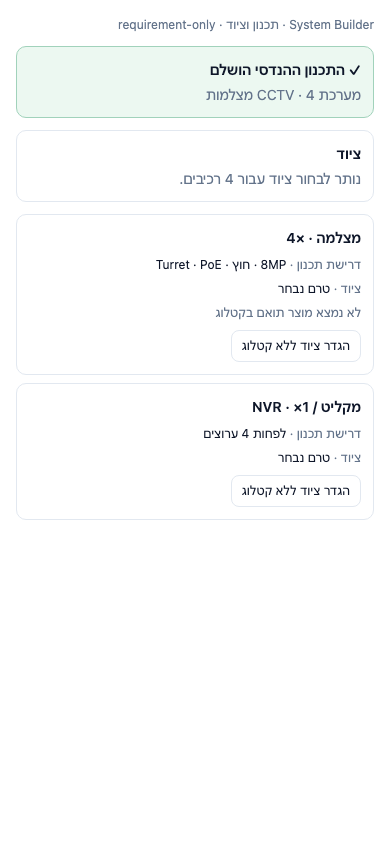 System Builder · תכנון וציוד · requirement-only
✓ התכנון ההנדסי הושלם
מערכת CCTV · 4 מצלמות
ציוד
נותר לבחור ציוד עבור 4 רכיבים.
מצלמה · ×4
דרישת תכנון · Turret · PoE · חוץ · 8MP
ציוד · טרם נבחר
לא נמצא מוצר תואם בקטלוג
הגדר ציוד ללא קטלוג
מקליט / NVR · ×1
דרישת תכנון · לפחות 4 ערוצים
ציוד · טרם נבחר
הגדר ציוד ללא קטלוג